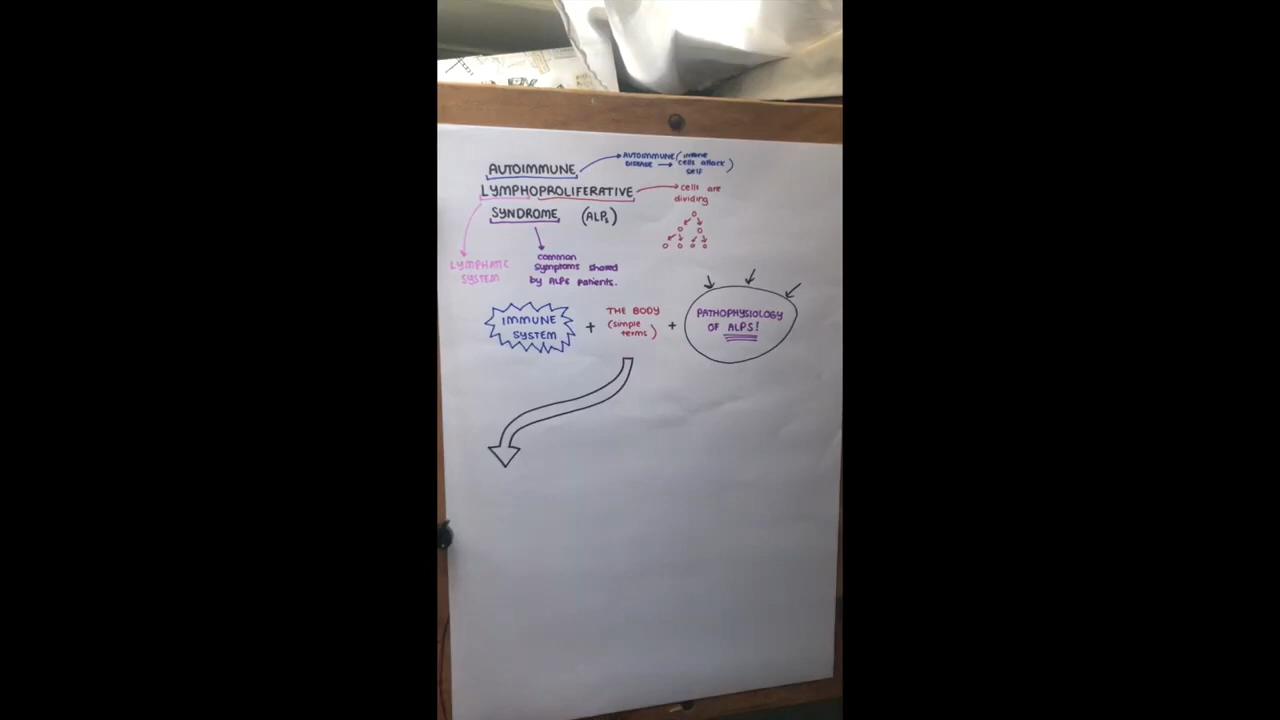 AUTOIMMUNE
LYMPHOPROLIFERATIVE
SYNDROME (ALPs)
AUTOIMMUNE
DISEASE
(immune
cells attack
self)
cells are
dividing
LYMPHATIC
SYSTEM
common
symptoms shared
by ALPS patients.
IMMUNE
SYSTEM
+
THE BODY
(simple
terms)
+
PATHOPHYSIOLOGY
OF ALPS!